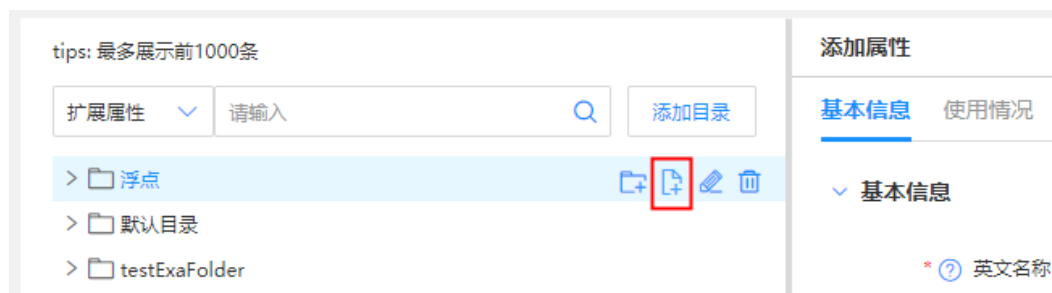 tips: 最多展示前1000条
扩展属性 请输入 添加目录
浮点
默认目录
testExaFolder
添加属性
基本信息 使用情况
基本信息
* ? 英文名称